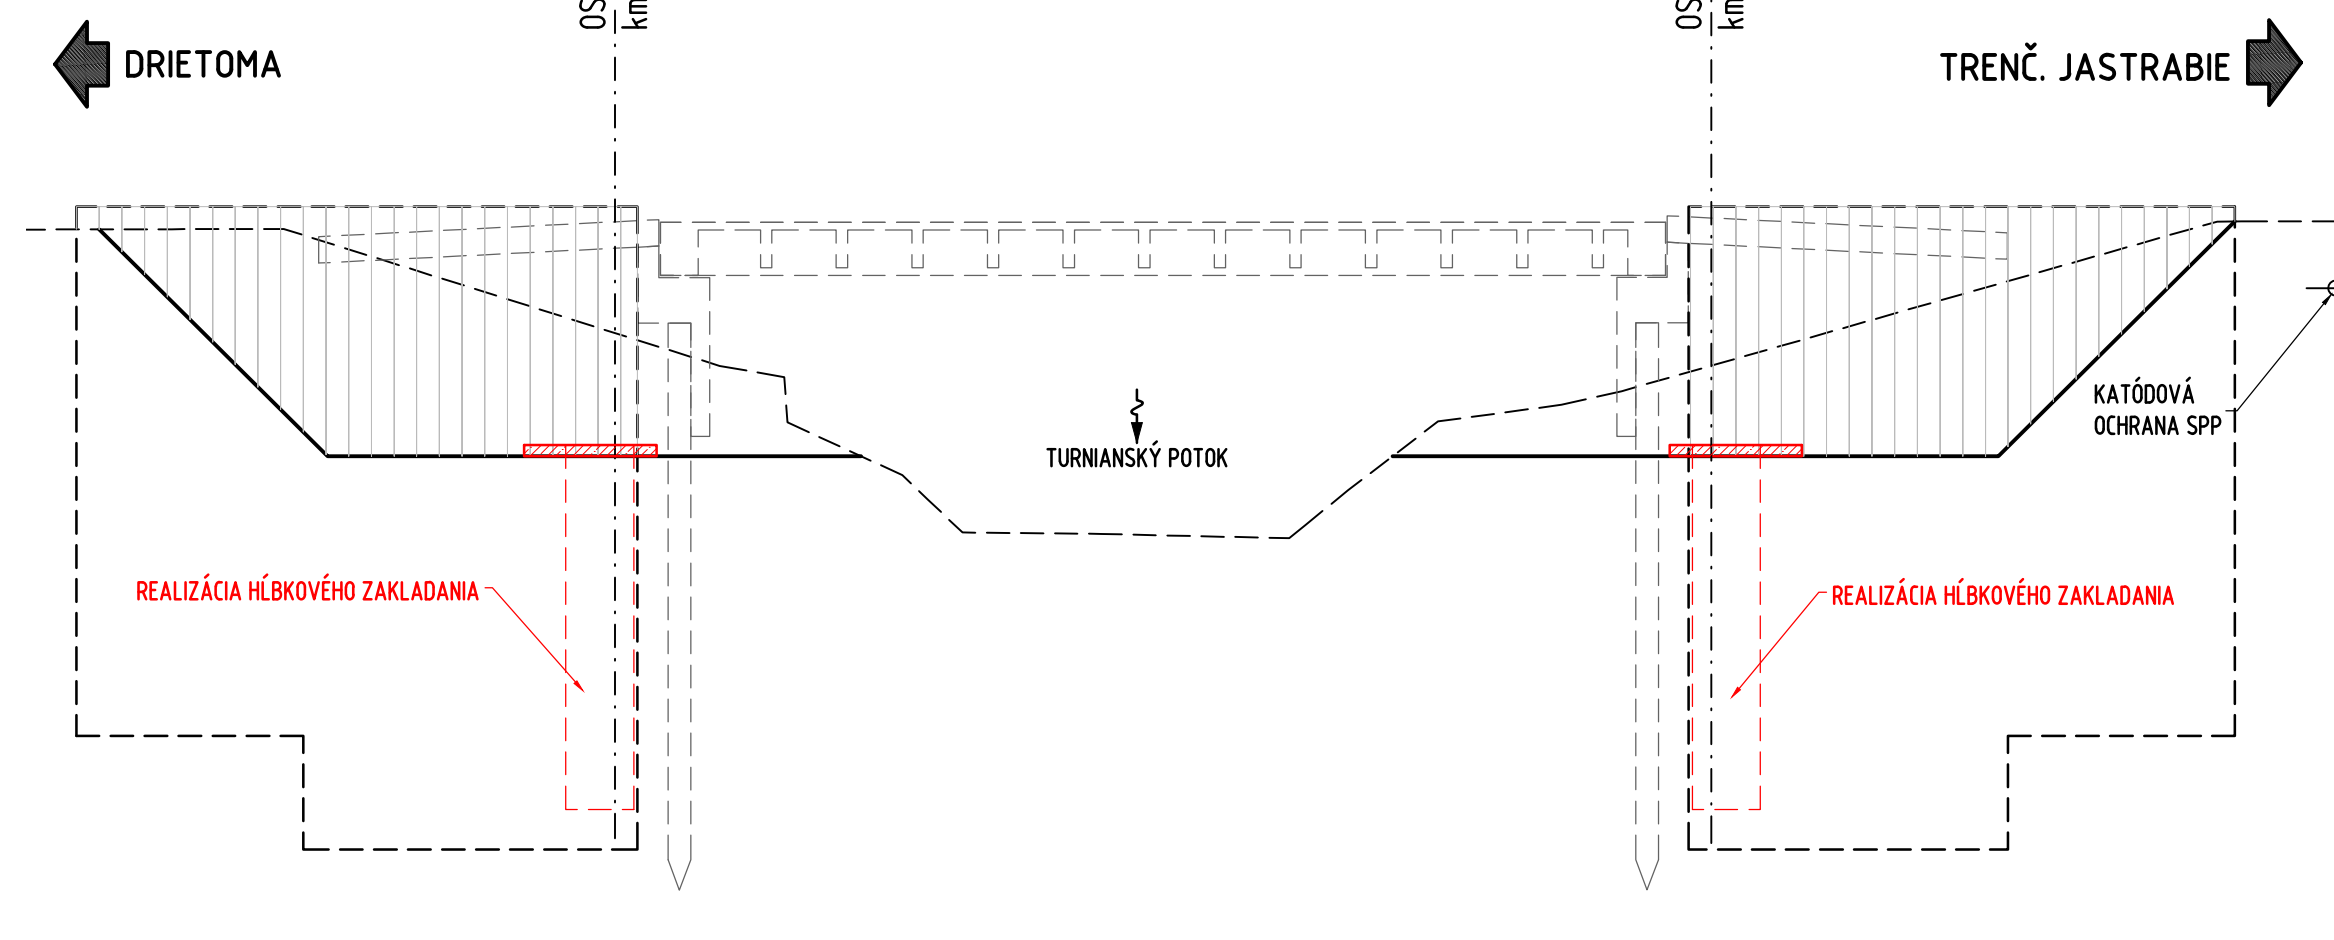 OS
km
OS
km
DRIETOMA
TRENČ. JASTRABIE
KATÓDOVÁ
OCHRANA SPP
TURNIANSKÝ POTOK
REALIZÁCIA HĹBKOVÉHO ZAKLADANIA
REALIZÁCIA HĹBKOVÉHO ZAKLADANIA